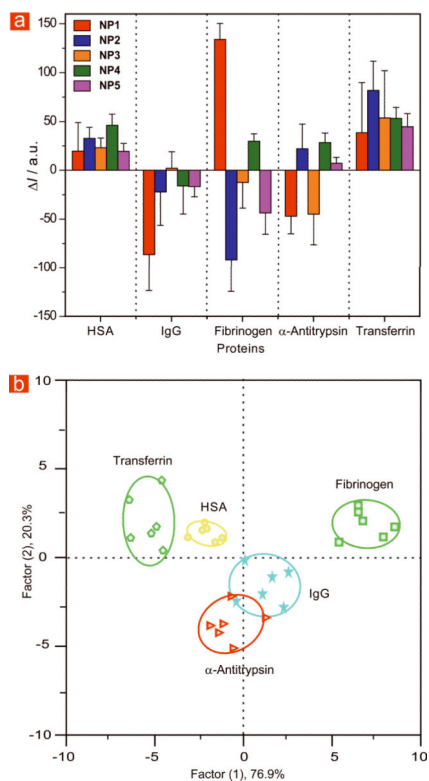 a
150
100
50
0
-50
-100
-150
ΔI / a.u.
NP1
NP2
NP3
NP4
NP5
HSA IgG Fibrinogen α-Antitrypsin Transferrin
Proteins
b
10
5
0
-5
-10
Factor (2), 20.3%
Transferrin
HSA
Fibrinogen
IgG
α-Antitrypsin
-10 -5 0 5 10
Factor (1), 76.9%